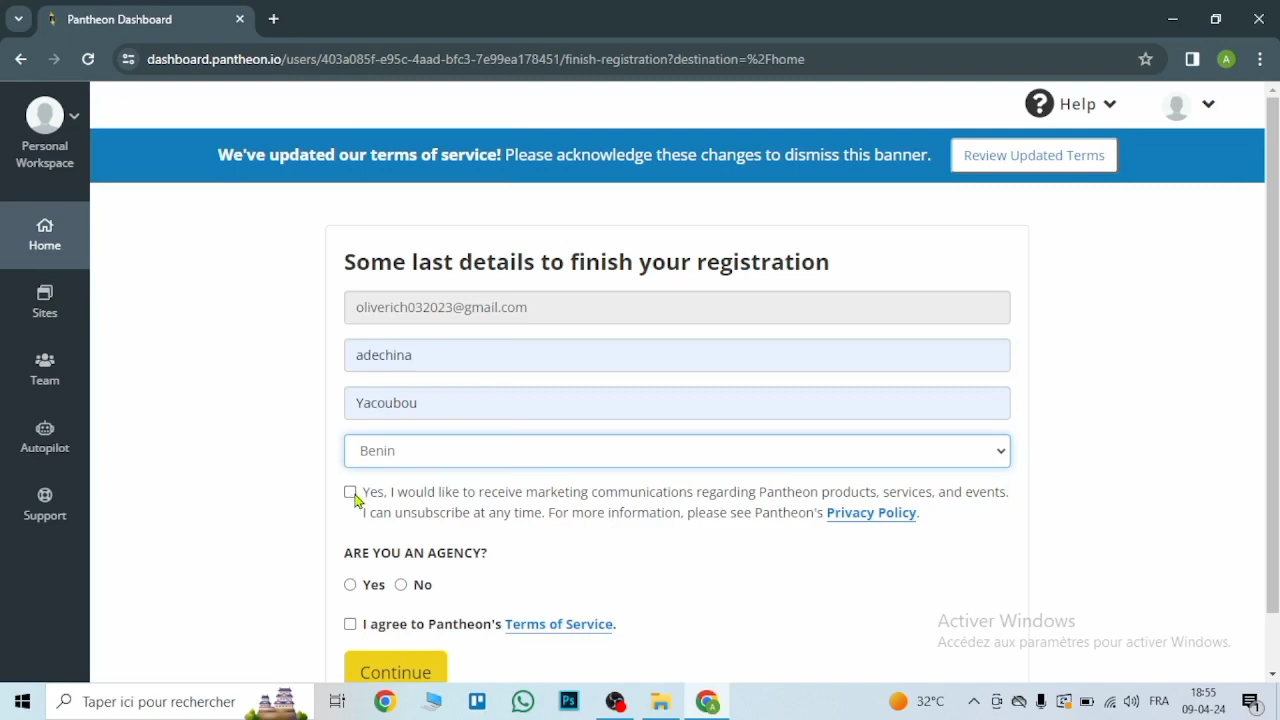 Pantheon Dashboard
dashboard.pantheon.io/users/403a085f-e95c-4aad-bfc3-7e99ea178451/finish-registration?destination=%2Fhome
A
Help
Personal
Workspace
We've updated our terms of service! Please acknowledge these changes to dismiss this banner.
Review Updated Terms
Home
Sites
Team
Autopilot
Support
Some last details to finish your registration
oliverich032023@gmail.com
adechina
Yacoubou
Benin
Yes, I would like to receive marketing communications regarding Pantheon products, services, and events.
I can unsubscribe at any time. For more information, please see Pantheon's Privacy Policy.
ARE YOU AN AGENCY?
Yes
No
I agree to Pantheon's Terms of Service.
Continue
Activer Windows
Accédez aux paramètres pour activer Windows.
Taper ici pour rechercher
Ps
32°C
FRA
18:55
09-04-24
1